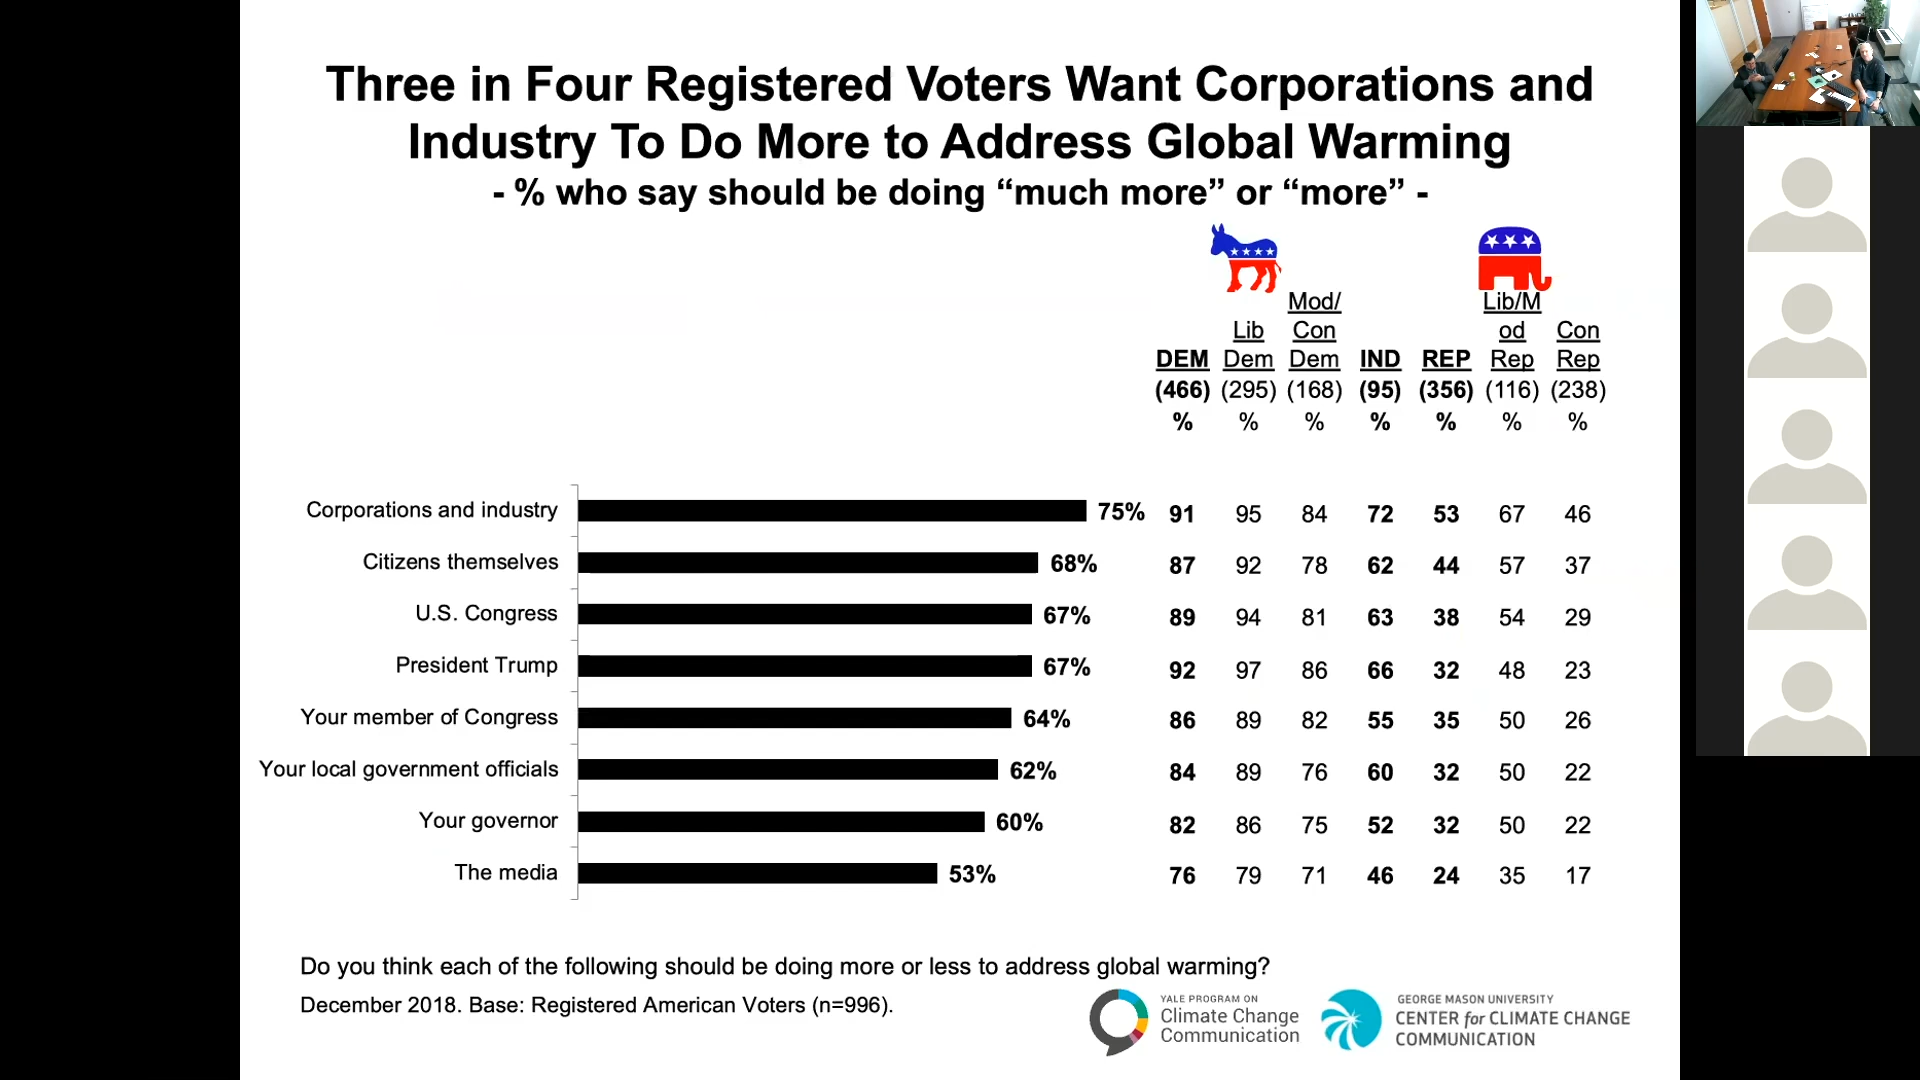 Three in Four Registered Voters Want Corporations and
Industry To Do More to Address Global Warming
- % who say should be doing “much more” or “more” -
Mod/ Lib/M
Lib Con od Con
DEM Dem Dem IND REP Rep Rep
(466) (295) (168) (95) (356) (116) (238)
% % % % % % %
Corporations and industry 75% 91 95 84 72 53 67 46
Citizens themselves 68% 87 92 78 62 44 57 37
U.S. Congress 67% 89 94 81 63 38 54 29
President Trump 67% 92 97 86 66 32 48 23
Your member of Congress 64% 86 89 82 55 35 50 26
Your local government officials 62% 84 89 76 60 32 50 22
Your governor 60% 82 86 75 52 32 50 22
The media 53% 76 79 71 46 24 35 17
Do you think each of the following should be doing more or less to address global warming?
December 2018. Base: Registered American Voters (n=996).
YALE PROGRAM ON
Climate Change
Communication
GEORGE MASON UNIVERSITY
CENTER for CLIMATE CHANGE
COMMUNICATION